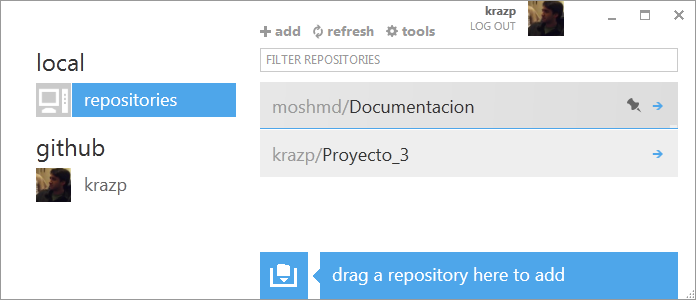 krazp
LOG OUT
add refresh tools
local
repositories
github
krazp
FILTER REPOSITORIES
moshmd/Documentacion
krazp/Proyecto_3
drag a repository here to add